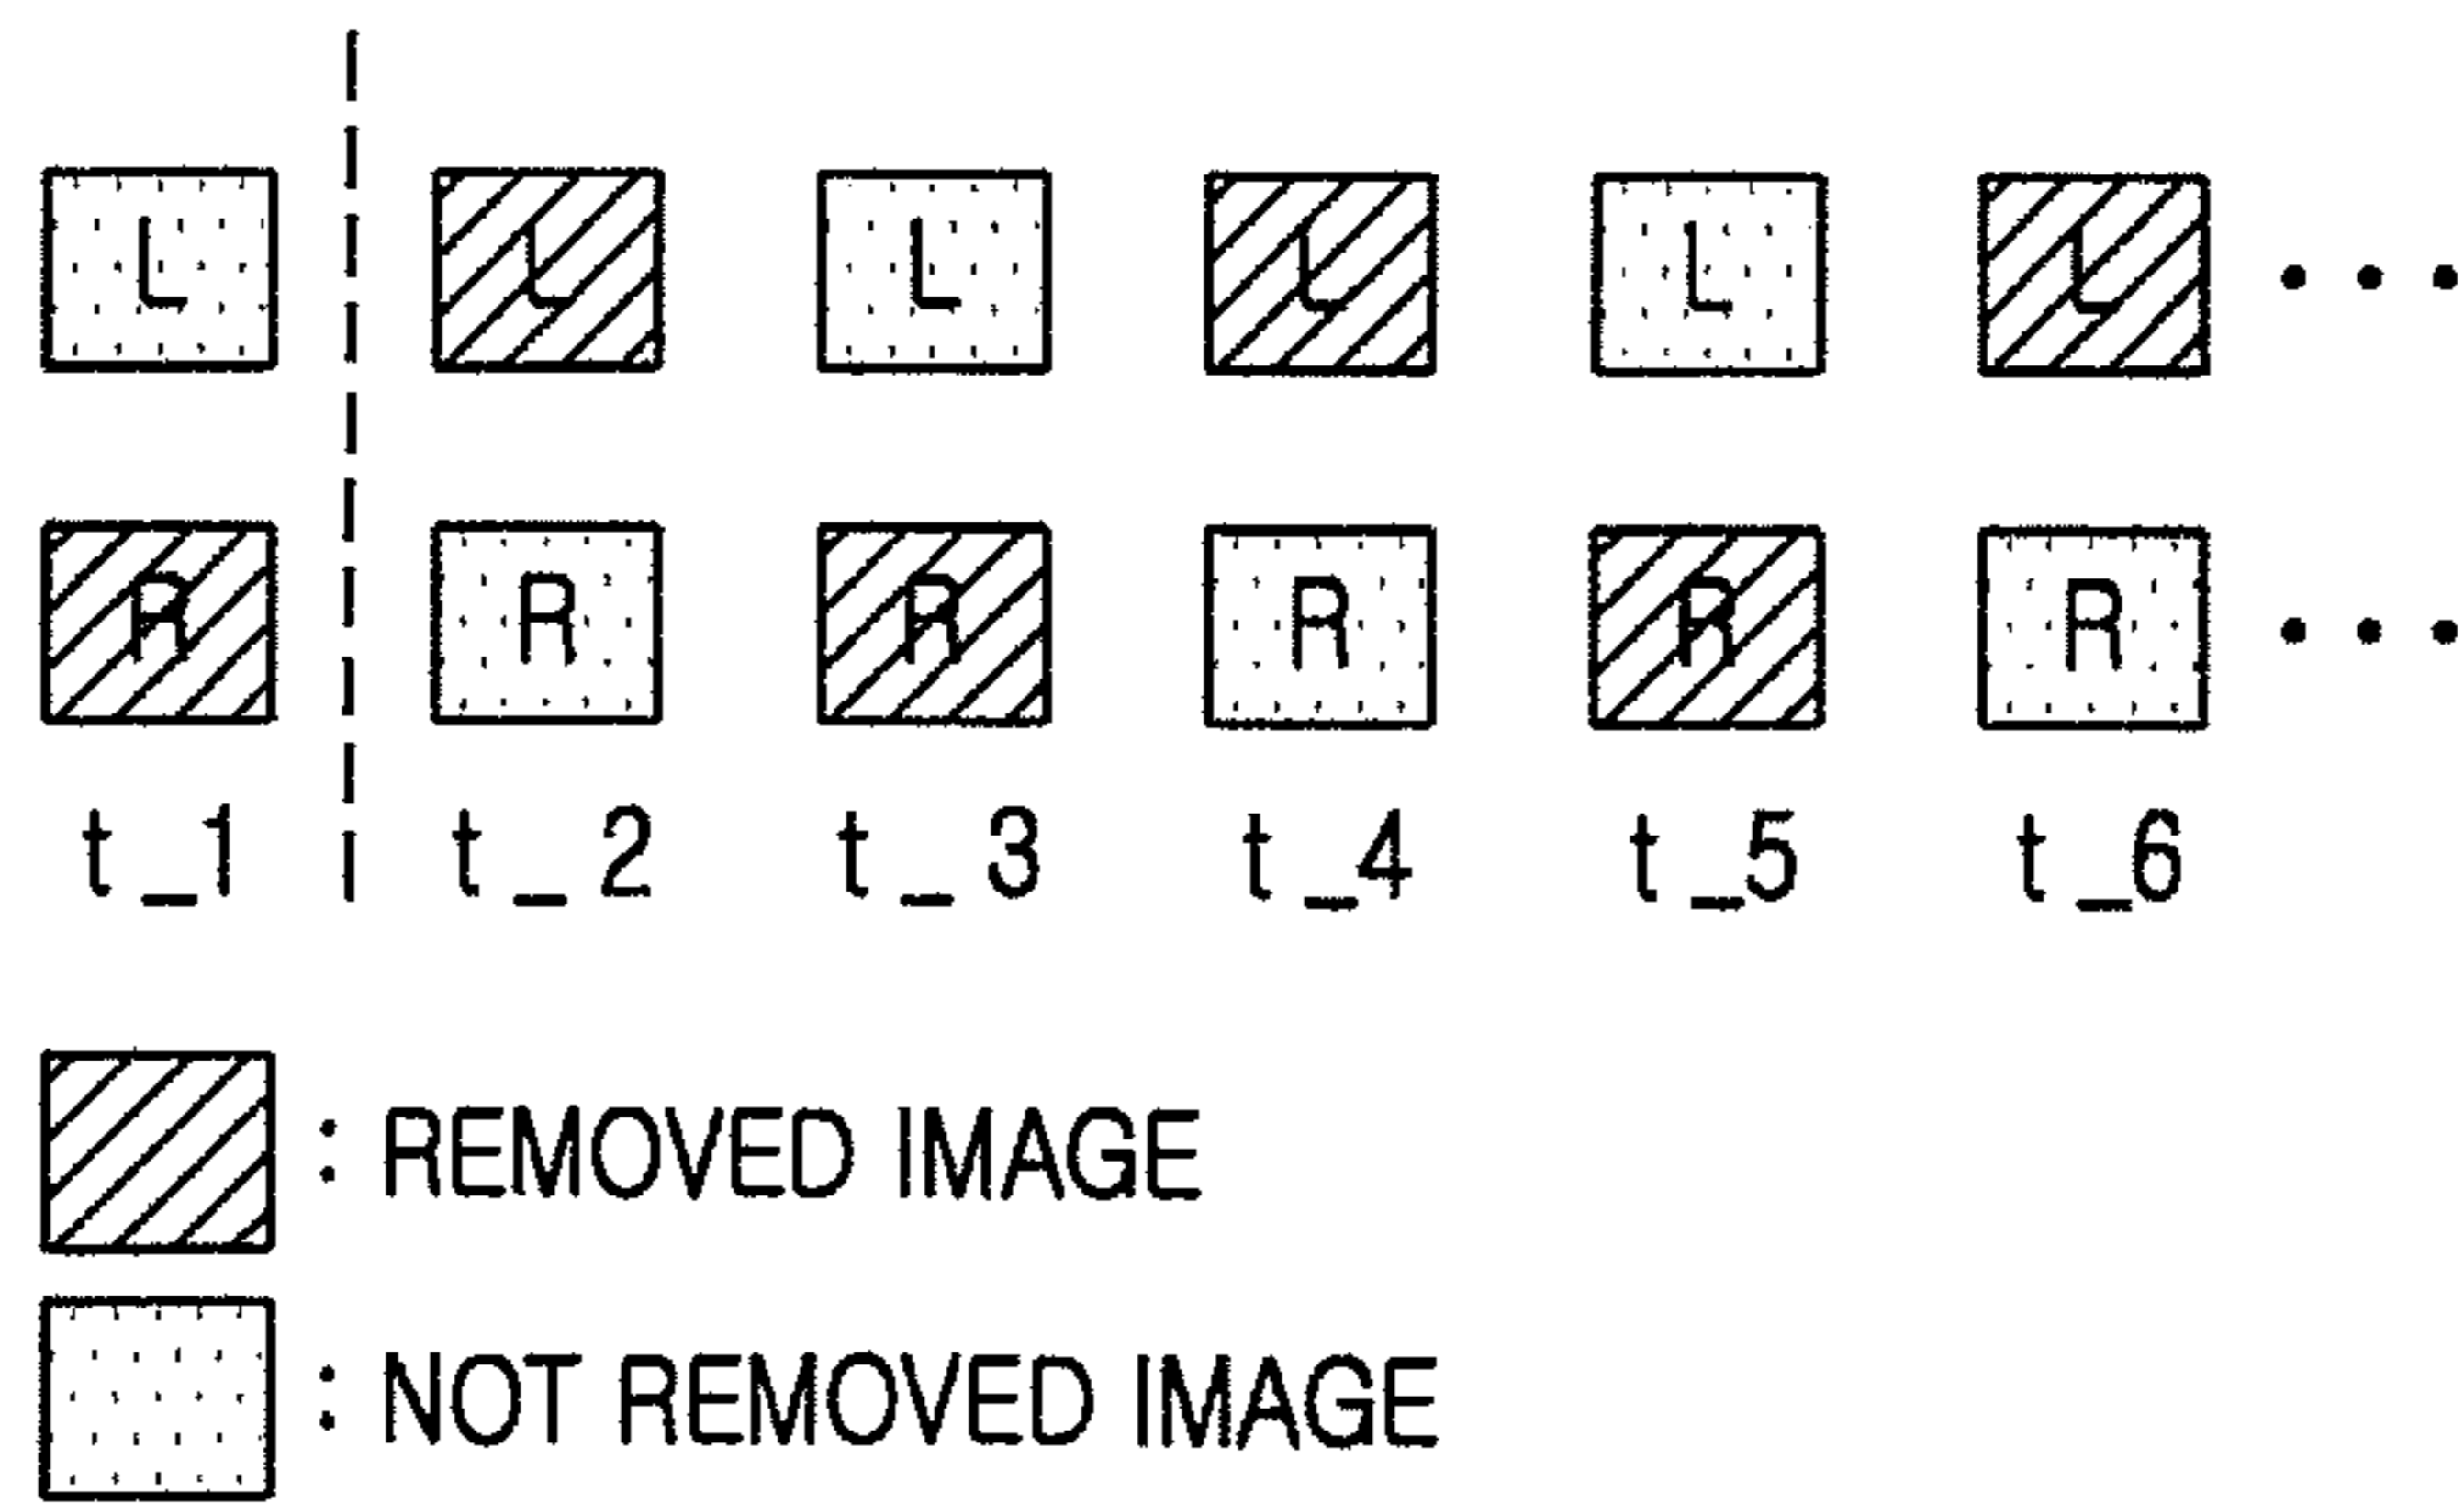 L L L L L L • • •
R R R R R R • • •
t_1 t_2 t_3 t_4 t_5 t_6
: REMOVED IMAGE
: NOT REMOVED IMAGE